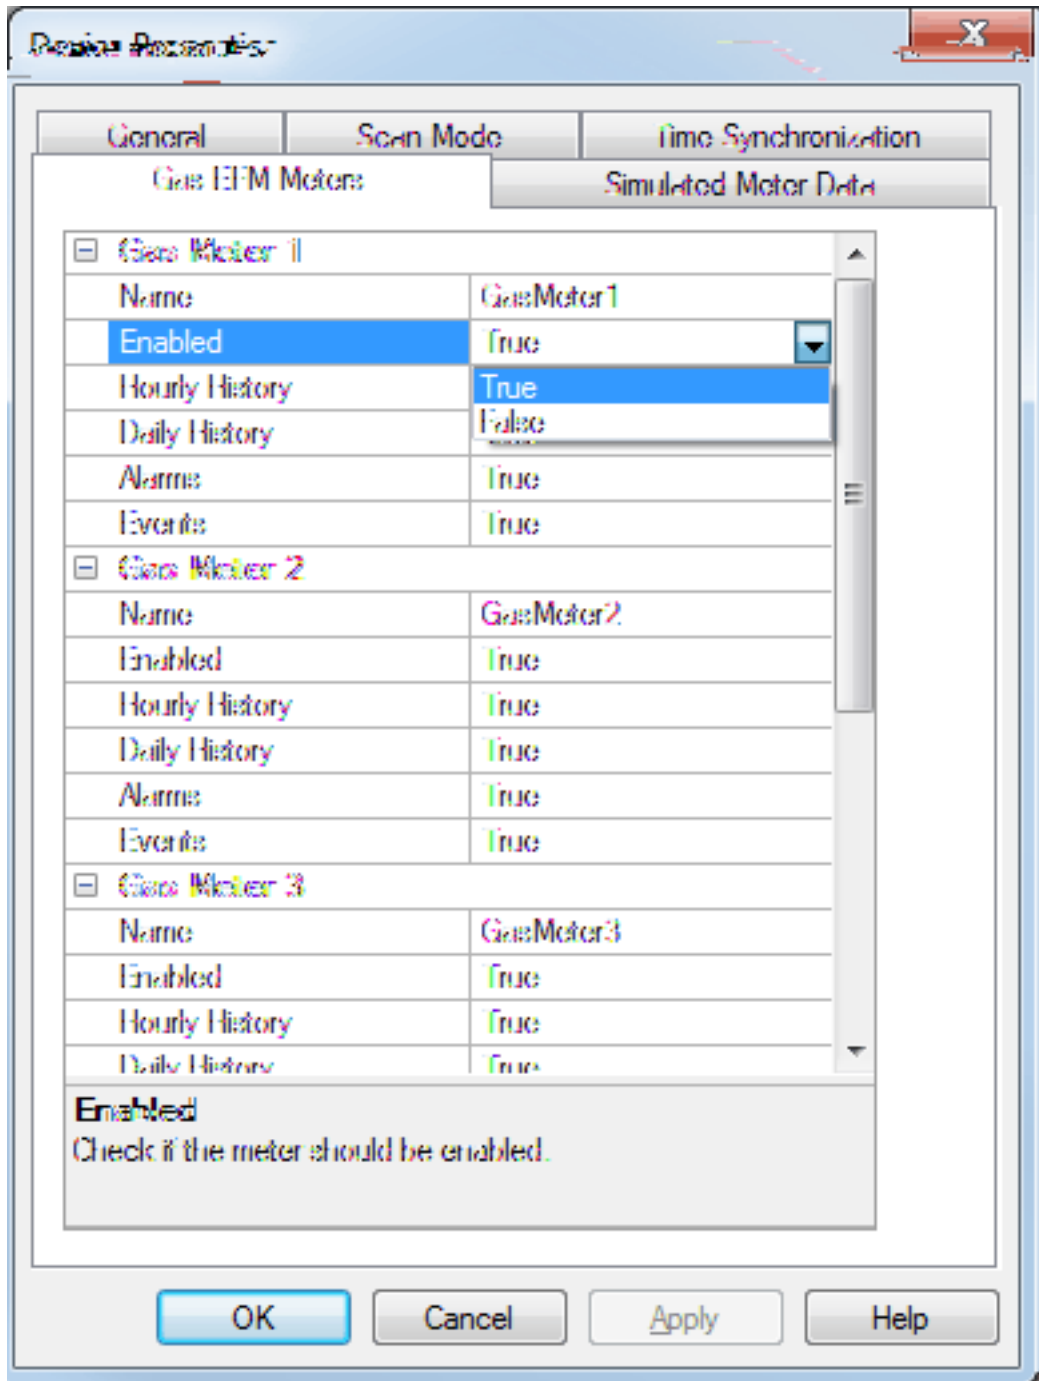 Device Properties
General Scan Mode Time Synchronization
Gas EFM Meters Simulated Meter Data
Gas Meter 1
Name GasMeter1
Enabled True
Hourly History True
Daily History False
Alarms True
Events True
Gas Meter 2
Name GasMeter2
Enabled True
Hourly History True
Daily History True
Alarms True
Events True
Gas Meter 3
Name GasMeter3
Enabled True
Hourly History True
Daily History True
Enabled
Check if the meter should be enabled.
OK Cancel Apply Help